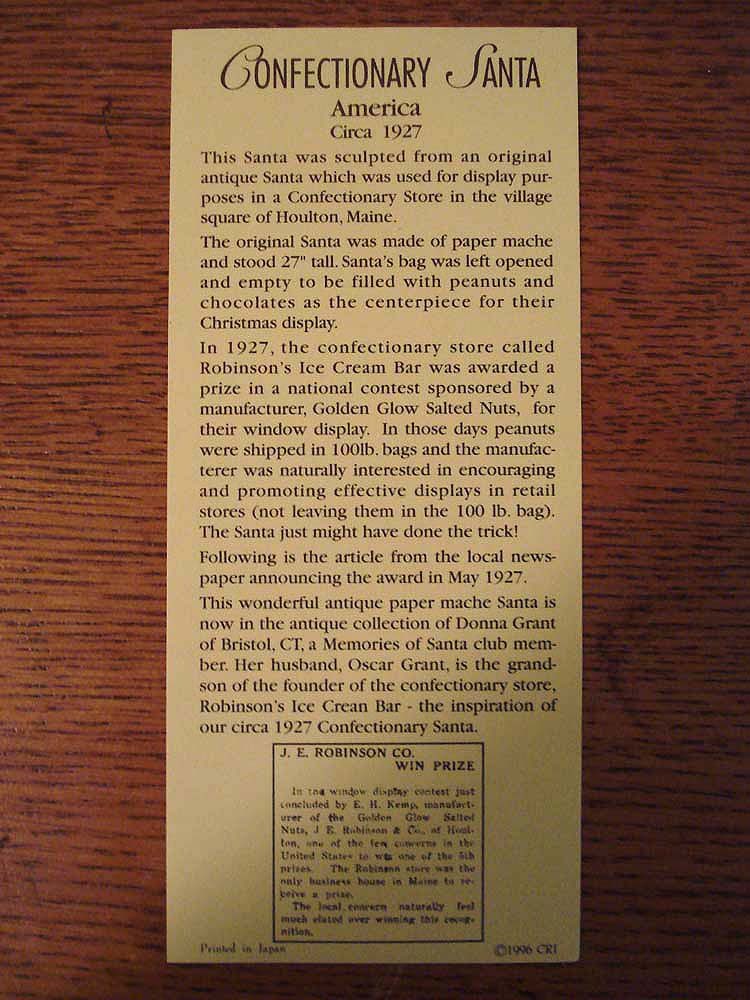 CONFECTIONARY SANTA
America
Circa 1927
This Santa was sculpted from an original
antique Santa which was used for display pur-
poses in a Confectionary Store in the village
square of Houlton, Maine.
The original Santa was made of paper mache
and stood 27" tall. Santa's bag was left opened
and empty to be filled with peanuts and
chocolates as the centerpiece for their
Christmas display.
In 1927, the confectionary store called
Robinson's Ice Cream Bar was awarded a
prize in a national contest sponsored by a
manufacturer, Golden Glow Salted Nuts, for
their window display. In those days peanuts
were shipped in 100lb. bags and the manufac-
terer was naturally interested in encouraging
and promoting effective displays in retail
stores (not leaving them in the 100 lb. bag).
The Santa just might have done the trick!
Following is the article from the local news-
paper announcing the award in May 1927.
This wonderful antique paper mache Santa is
now in the antique collection of Donna Grant
of Bristol, CT, a Memories of Santa club mem-
ber. Her husband, Oscar Grant, is the grand-
son of the founder of the confectionary store,
Robinson's Ice Crean Bar - the inspiration of
our circa 1927 Confectionary Santa.
J. E. ROBINSON CO.
WIN PRIZE
In the window display contest just
concluded by E. H. Kemp, manufact-
urer of the Golden Glow Salted
Nuts, J E. Robinson & Co., of Houl-
ton, one of the few concerns in the
United States to win one of the 5th
prizes. The Robinson store was the
only business house in Maine to re-
ceive a prize.
The local concern naturally feel
much elated over winning this recog-
nition.
Printed in Japan
©1996 CRI